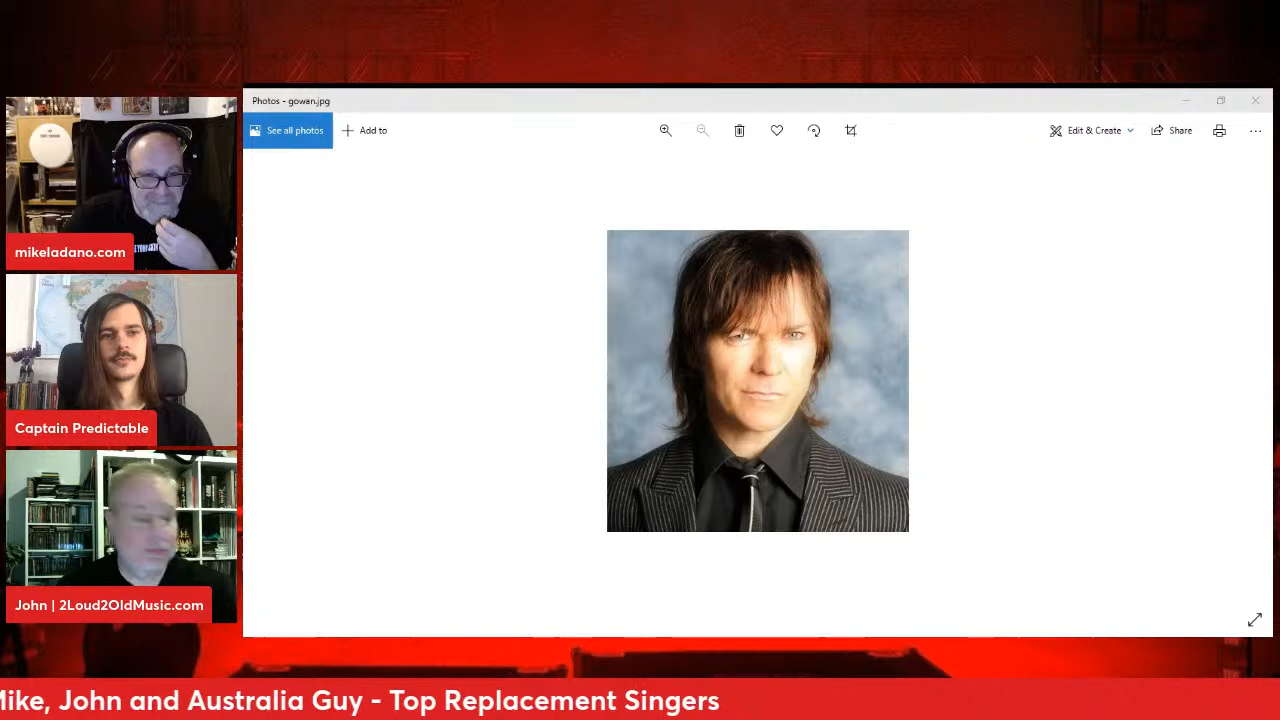 Photos - gowan.jpg
See all photos
Add to
Edit & Create
Share
mikeladano.com
Captain Predictable
John | 2Loud2OldMusic.com
Mike, John and Australia Guy - Top Replacement Singers